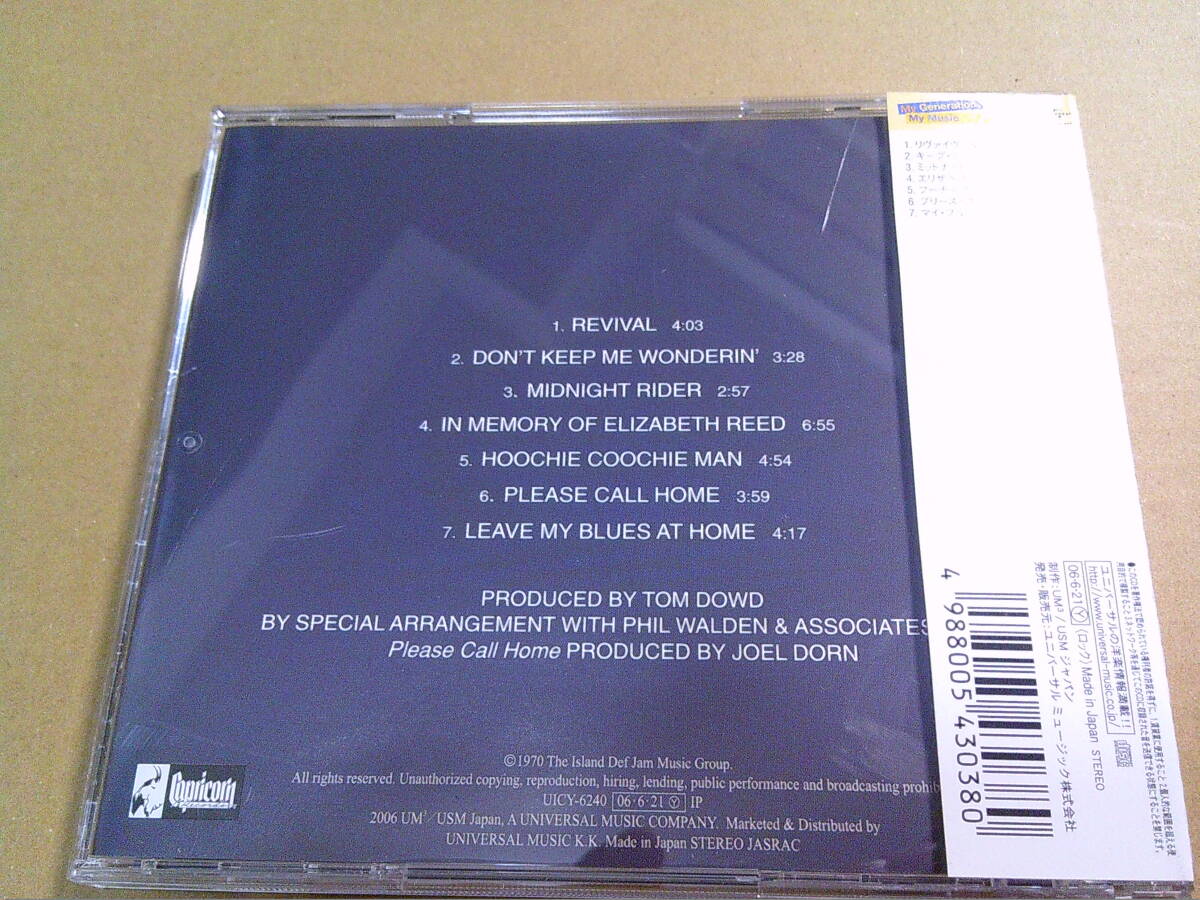 1. REVIVAL 4:03
2. DON'T KEEP ME WONDERIN' 3:28
3. MIDNIGHT RIDER 2:57
4. IN MEMORY OF ELIZABETH REED 6:55
5. HOOCHIE COOCHIE MAN 4:54
6. PLEASE CALL HOME 3:59
7. LEAVE MY BLUES AT HOME 4:17
PRODUCED BY TOM DOWD
BY SPECIAL ARRANGEMENT WITH PHIL WALDEN & ASSOCIATES
Please Call Home PRODUCED BY JOEL DORN
Capricorn
©1970 The Island Def Jam Music Group.
All rights reserved. Unauthorized copying, reproduction, hiring, lending, public performance and broadcasting prohib
UICY-6240 06・6・21 Ⓨ IP
2006 UM³ / USM Japan, A UNIVERSAL MUSIC COMPANY. Marketed & Distributed by
UNIVERSAL MUSIC K.K. Made in Japan STEREO JASRAC
My Generation,
My Music
1. リヴァイヴ
2. キープ
3. ミッドナ
4. エリザベ
5. フーチ
6. プリーズ
7. マイ・ブ
ユニバーサルの洋楽情報満載!!
http://www.universal-music.co.jp/
06・6・21 Ⓨ (ロック) Made in Japan STEREO
制作:UM³ / USM ジャパン
発売・販売元:ユニバーサル ミュージック株式会社
4 988005 430380